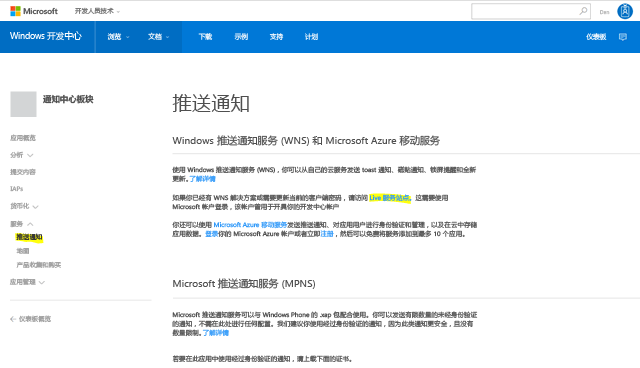 Microsoft 开发人员技术
Den
Windows 开发中心 浏览 文档 下载 示例 支持 计划 仪表板
通知中心板块
应用概览
分析
提交内容
IAPs
货币化
服务
推送通知
地图
产品收集和购买
应用管理
仪表板概览
推送通知
Windows 推送通知服务 (WNS) 和 Microsoft Azure 移动服务
使用 Windows 推送通知服务 (WNS)，你可以从自己的云服务发送 toast 通知、磁贴通知、锁屏提醒和全新
更新。了解详情
如果你已经有 WNS 解决方案或需要更新当前的客户端密码，请访问 Live 服务站点。这需要使用
Microsoft 帐户登录，该帐户曾用于开具你的开发中心帐户
你还可以使用 Microsoft Azure 移动服务发送推送通知、对应用用户进行身份验证和管理，以及在云中存储
应用数据。登录你的 Microsoft Azure 帐户或者立即注册，然后可以免费将服务添加到最多 10 个应用。
Microsoft 推送通知服务 (MPNS)
Microsoft 推送通知服务可以与 Windows Phone 的 .xap 包配合使用。你可以发送有限数量的未经身份验证
的通知，不需在此处进行任何配置。我们建议你使用经过身份验证的通知，因为此类通知更安全，且没有
数量限制。了解详情
若要在此应用中使用经过身份验证的通知，请上载下面的证书。